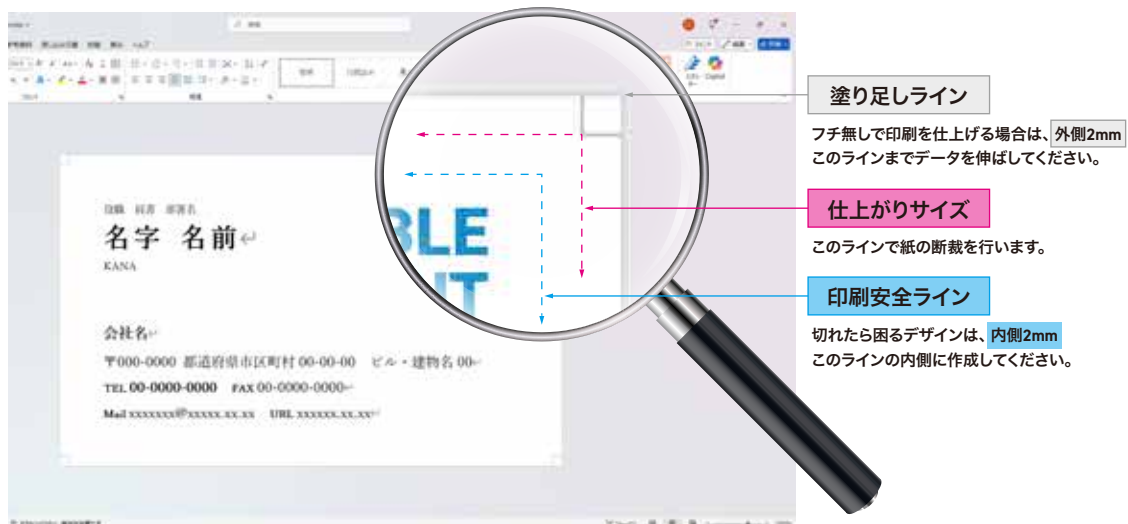 塗り足しライン
フチ無しで印刷を仕上げる場合は、外側2mm
このラインまでデータを伸ばしてください。
仕上がりサイズ
このラインで紙の断裁を行います。
印刷安全ライン
切れたら困るデザインは、内側2mm
このラインの内側に作成してください。
役職 肩書 部署名
名字 名前↵
KANA
BLE
IT
会社名↵
〒000-0000 都道府県市区町村 00-00-00 ビル・建物名 00↵
TEL 00-0000-0000 FAX 00-0000-0000↵
Mail xxxxxxx@xxxxx.xx.xx URL xxxxxx.xx.xx↵